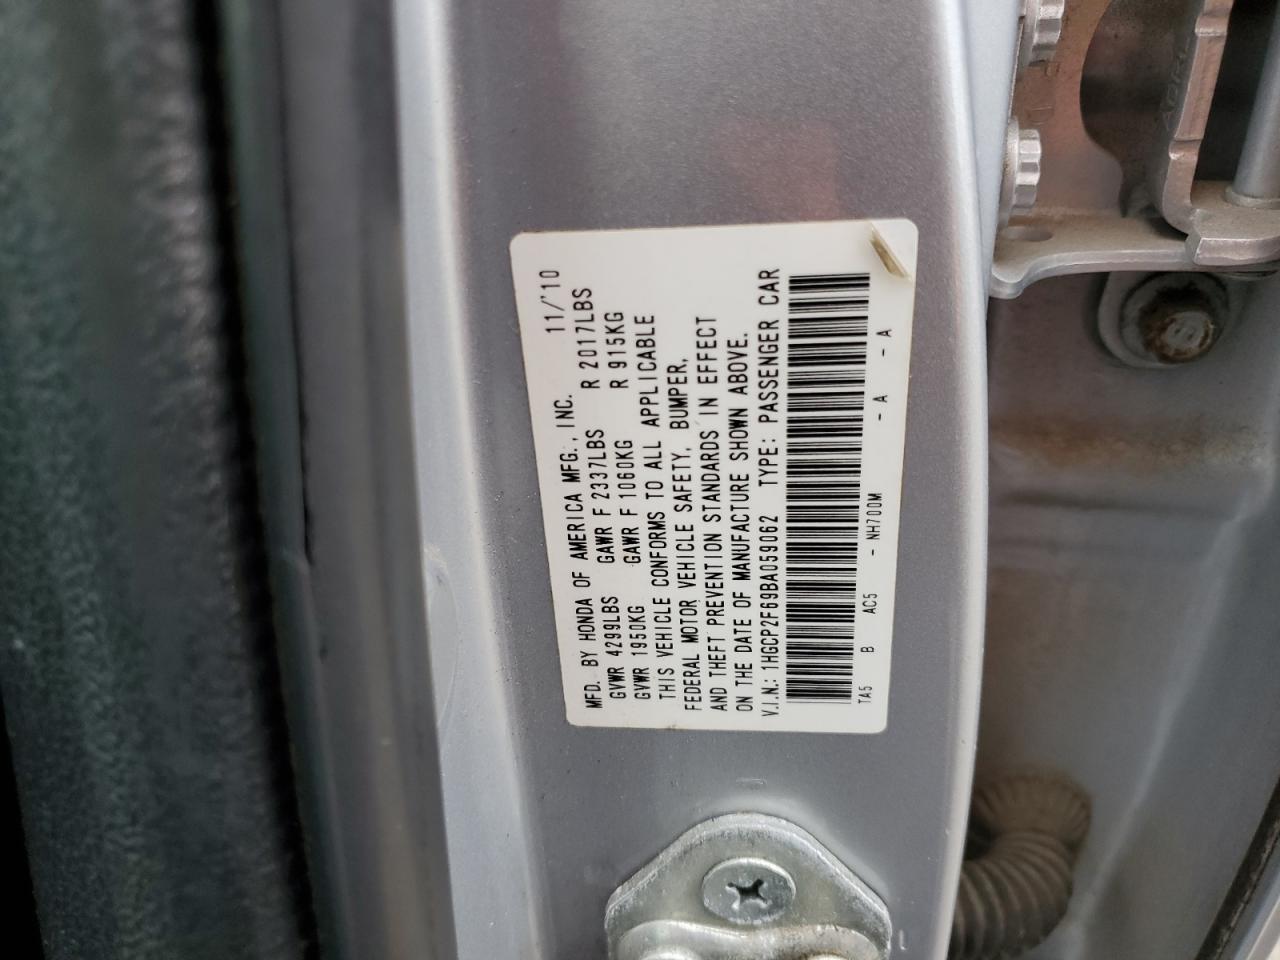 MFD. BY HONDA OF AMERICA MFG., INC. 11/'10
GVWR 4299LBS GAWR F 2337LBS R 2017LBS
GVWR 1950KG GAWR F 1060KG R 915KG
THIS VEHICLE CONFORMS TO ALL APPLICABLE
FEDERAL MOTOR VEHICLE SAFETY, BUMPER,
AND THEFT PREVENTION STANDARDS IN EFFECT
ON THE DATE OF MANUFACTURE SHOWN ABOVE.
V.I.N.: 1HGCP2F69BA059062 TYPE: PASSENGER CAR
TA5 B AC5 - NH700M - A - A